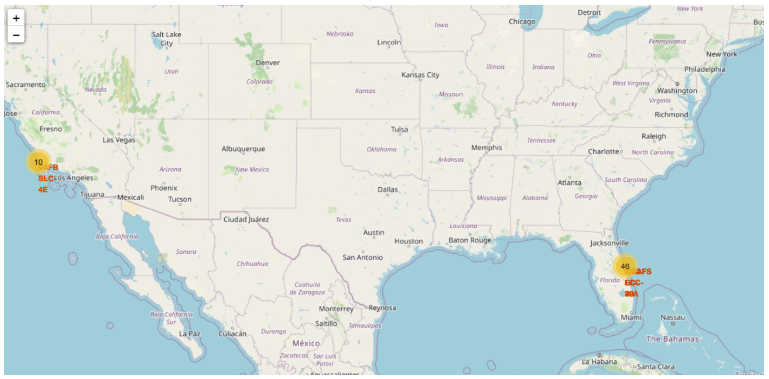 +
−
Wyoming
Iowa
Chicago
Detroit
New York
Salt Lake
City
Nebraska
Lincoln
Nevada
Utah
Denver
Colorado
Illinois
Indiana
Ohio
Pennsylvania
New York
Philadelphia
Sacramento
Kansas City
Kansas
Missouri
West Virginia
Washington
Virginia
Richmond
California
Fresno
Las Vegas
Kentucky
Tulsa
Oklahoma
Albuquerque
New Mexico
Arizona
Arkansas
Memphis
Tennessee
Raleigh
Charlotte
North Carolina
10
AFB
SLC-
4E
Los Angeles
Tijuana
Mexicali
Phoenix
Tucson
Dallas
Mississippi
Alabama
Atlanta
Georgia
South Carolina
Ciudad Juárez
Texas
Louisiana
Baja California
Sonora
Austin
Houston
Baton Rouge
Jacksonville
San Antonio
Chihuahua
46
AFS
Florida
Coahuila
de Zaragoza
Monterrey
Reynosa
Baja California
Sur
La Paz
Culiacán
Durango
Saltillo
Tamaulipas
Miami
Nassau
The Bahamas
México
Zacatecas
San Luis
Potosí
Aguascalientes
La Habana
Santa Clara